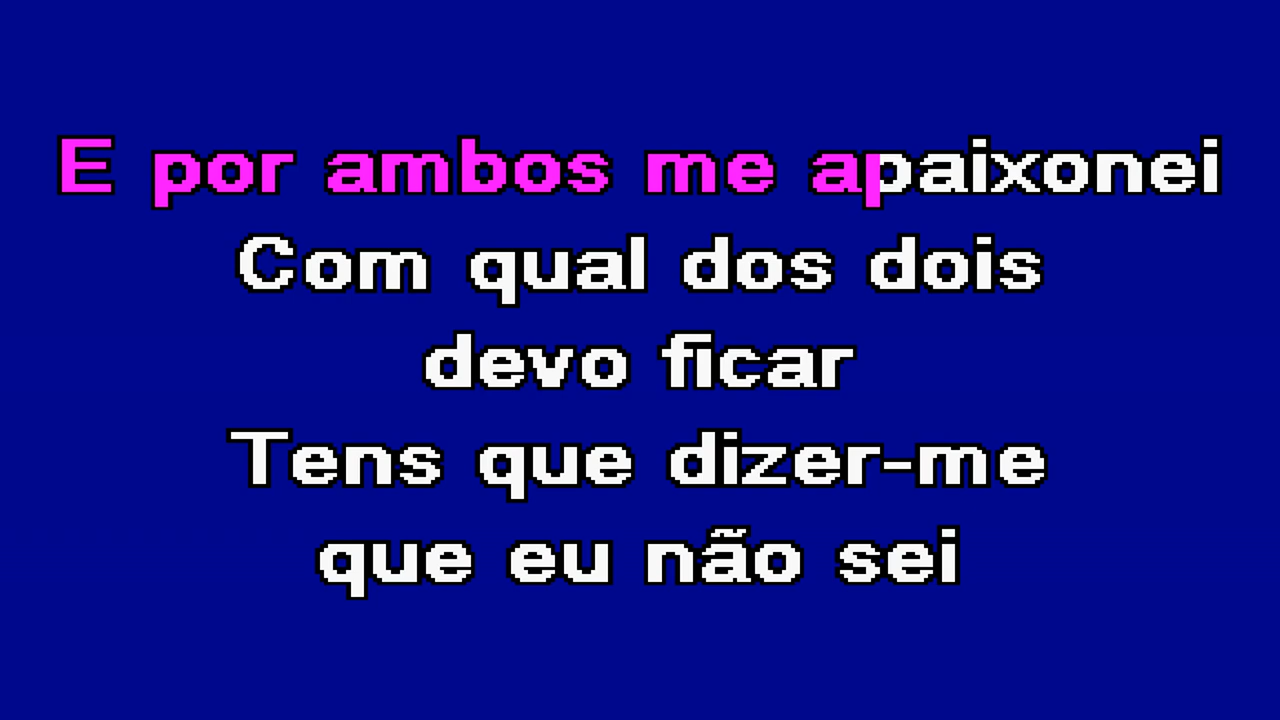 E por ambos me apaixonei
Com qual dos dois
devo ficar
Tens que dizer-me
que eu não sei